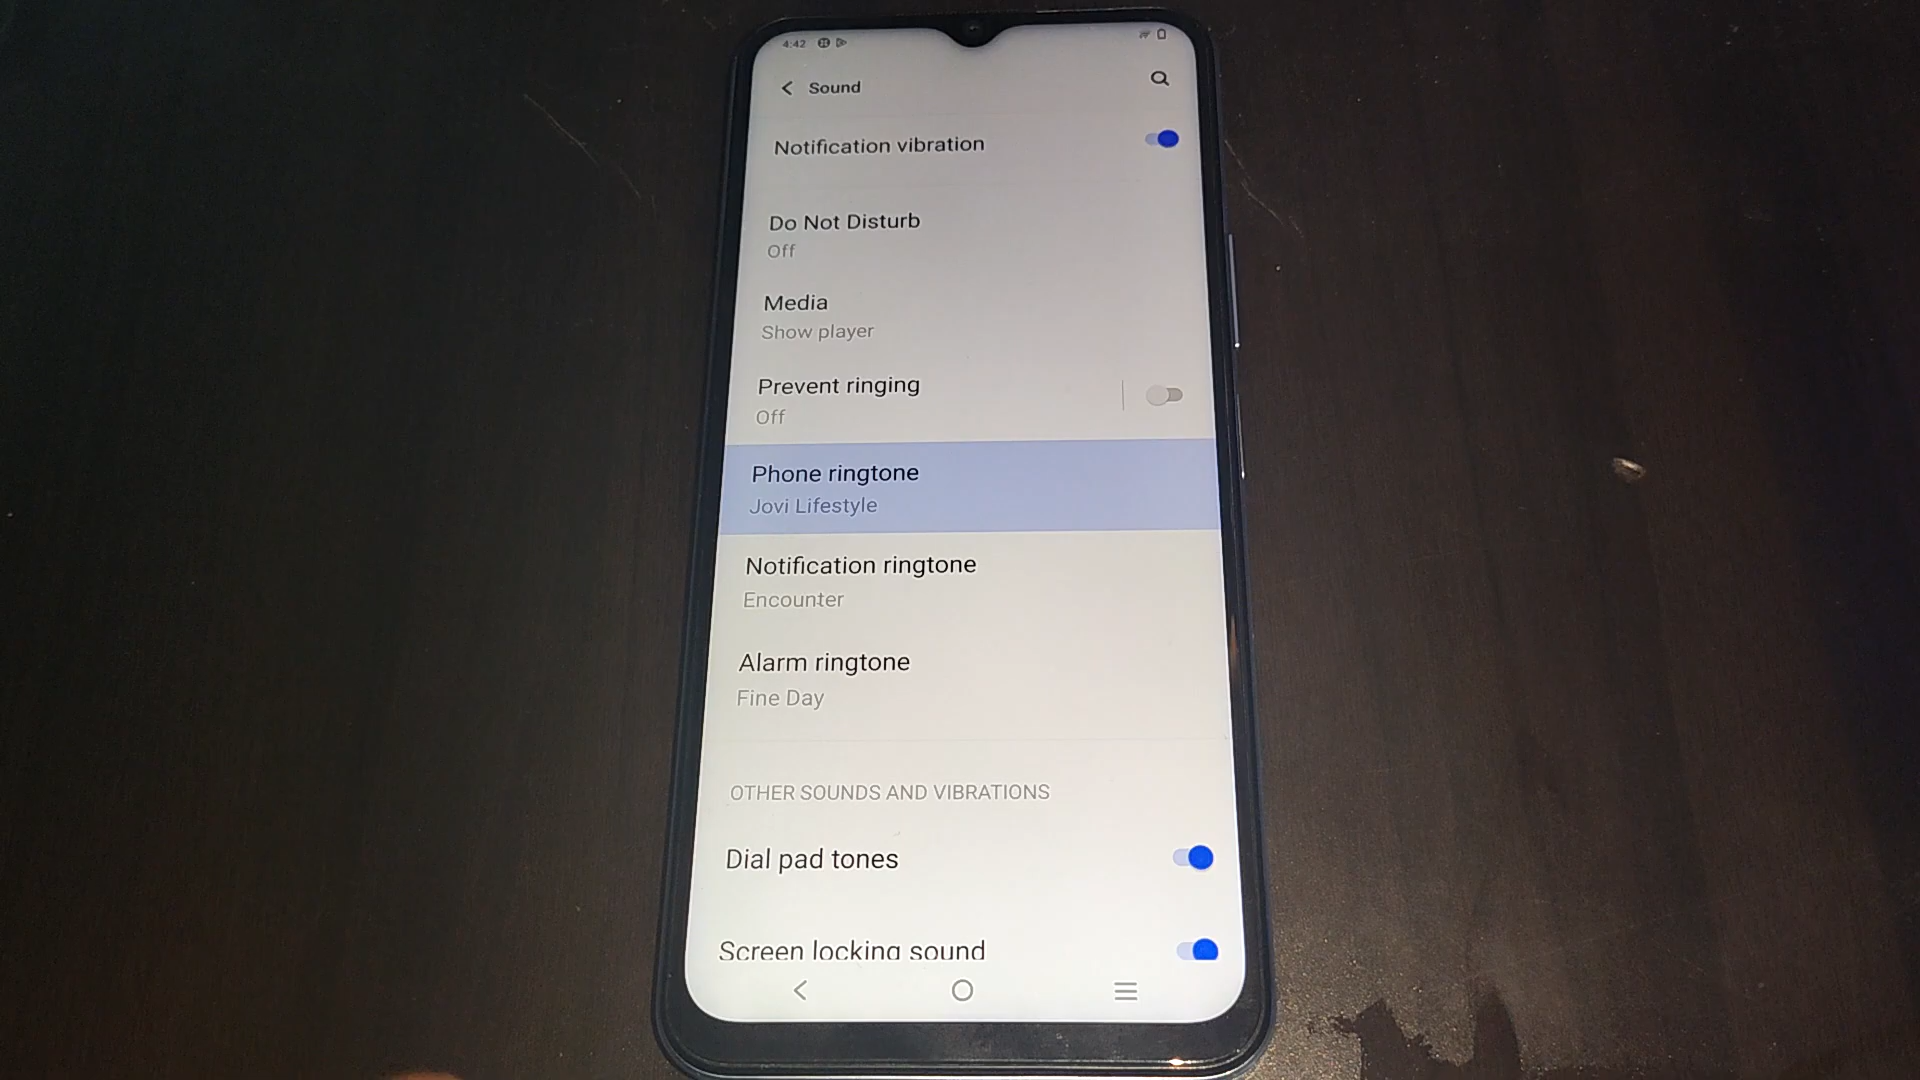 4:42
Sound
Notification vibration
Do Not Disturb
Off
Media
Show player
Prevent ringing
Off
Phone ringtone
Jovi Lifestyle
Notification ringtone
Encounter
Alarm ringtone
Fine Day
OTHER SOUNDS AND VIBRATIONS
Dial pad tones
Screen locking sound